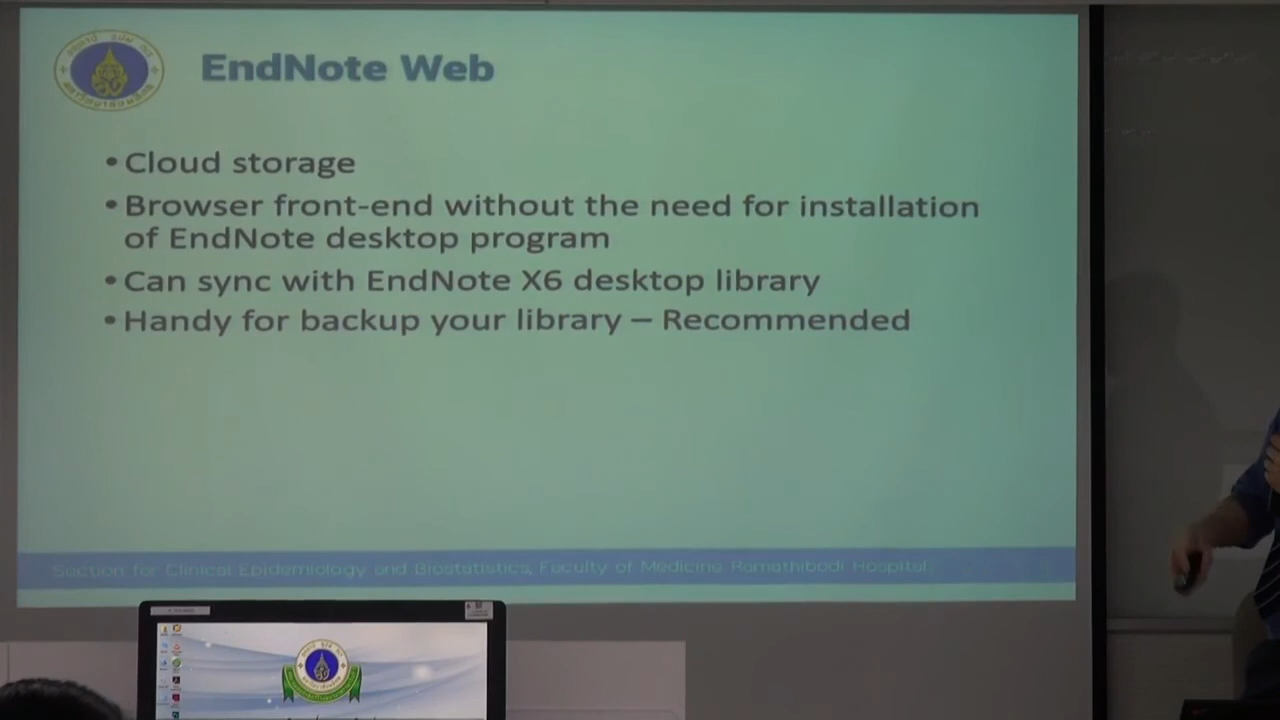 EndNote Web
• Cloud storage
• Browser front-end without the need for installation
of EndNote desktop program
• Can sync with EndNote X6 desktop library
• Handy for backup your library – Recommended
Section for Clinical Epidemiology and Biostatistics, Faculty of Medicine Ramathibodi Hospital